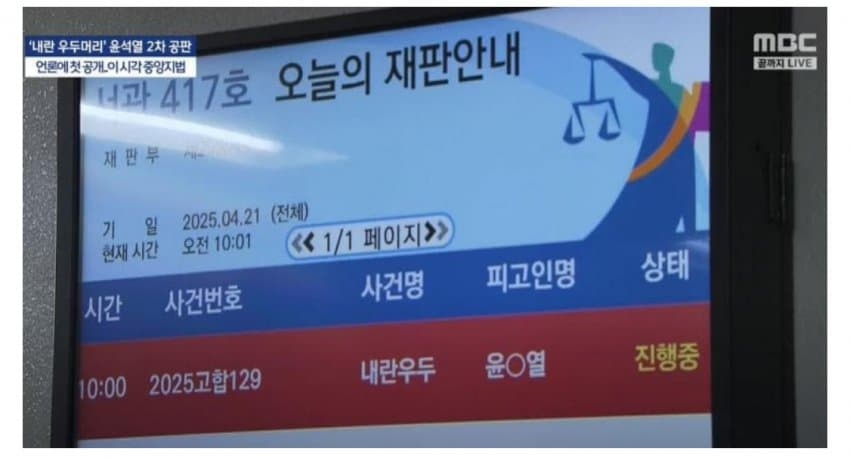 '내란 우두머리' 윤석열 2차 공판
언론에 첫 공개..이 시각 중앙지법
MBC
끝까지 LIVE
서관 417호 오늘의 재판안내
재 판 부
기 일 2025.04.21 (전체)
현재 시간 오전 10:01
1/1 페이지
시간 사건번호 사건명 피고인명 상태
10:00 2025고합129 내란우두 윤○열 진행중